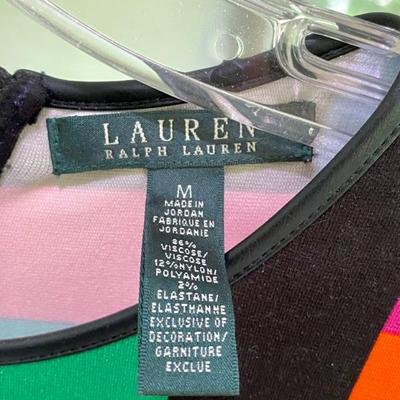 LAUREN
RALPH LAUREN
M
MADE IN
JORDAN
FABRIQUE EN
JORDANIE
86%
VISCOSE/
VISCOSE
12%NYLON/
POLYAMIDE
2%
ELASTANE/
ELASTHANNE
EXCLUSIVE OF
DECORATION/
GARNITURE
EXCLUE